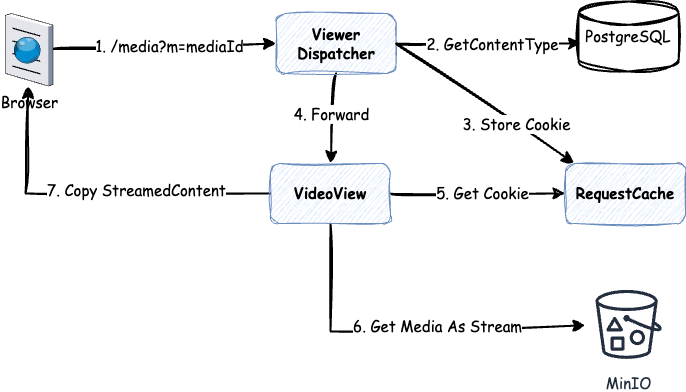 1. /media?m=mediaId
Viewer
Dispatcher
2. GetContentType
PostgreSQL
Browser
4. Forward
3. Store Cookie
7. Copy StreamedContent
VideoView
5. Get Cookie
RequestCache
6. Get Media As Stream
MinIO